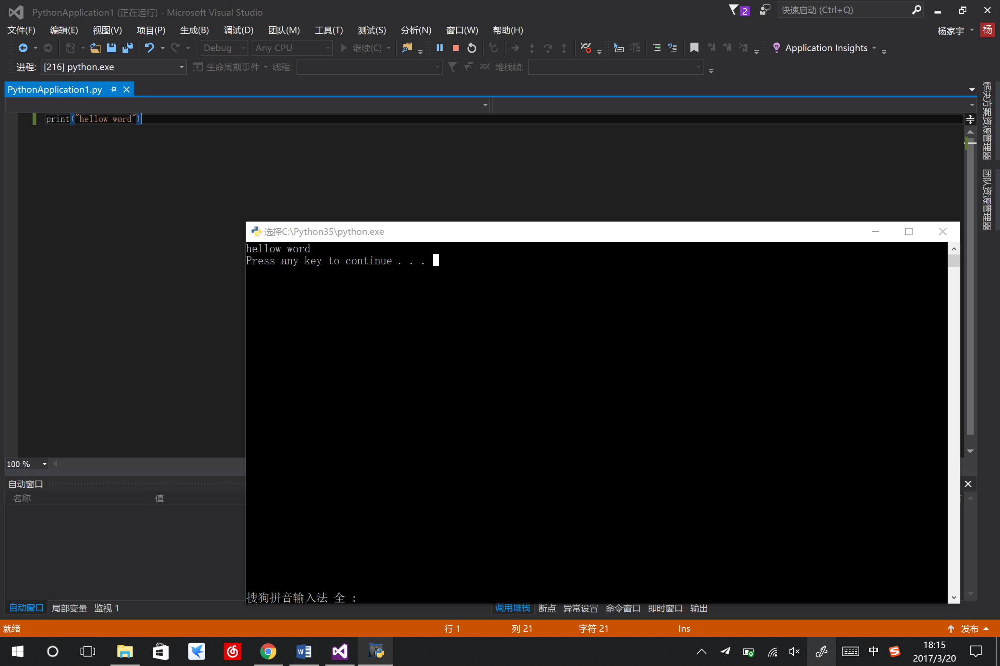 PythonApplication1 (正在运行) - Microsoft Visual Studio
2
快速启动 (Ctrl+Q)
文件(F) 编辑(E) 视图(V) 项目(P) 生成(B) 调试(D) 团队(M) 工具(T) 测试(S) 分析(N) 窗口(W) 帮助(H)
杨家宇 杨
Debug Any CPU 继续(C) Application Insights
进程: [216] python.exe 生命周期事件 线程: 堆栈帧:
PythonApplication1.py
解决方案资源管理器
团队资源管理器
print("hellow word")
选择C:\Python35\python.exe
hellow word
Press any key to continue . . .
搜狗拼音输入法 全 :
100 %
自动窗口
名称 值
自动窗口 局部变量 监视 1
调用堆栈 断点 异常设置 命令窗口 即时窗口 输出
就绪 行 1 列 21 字符 21 Ins 发布
中
18:15
2017/3/20